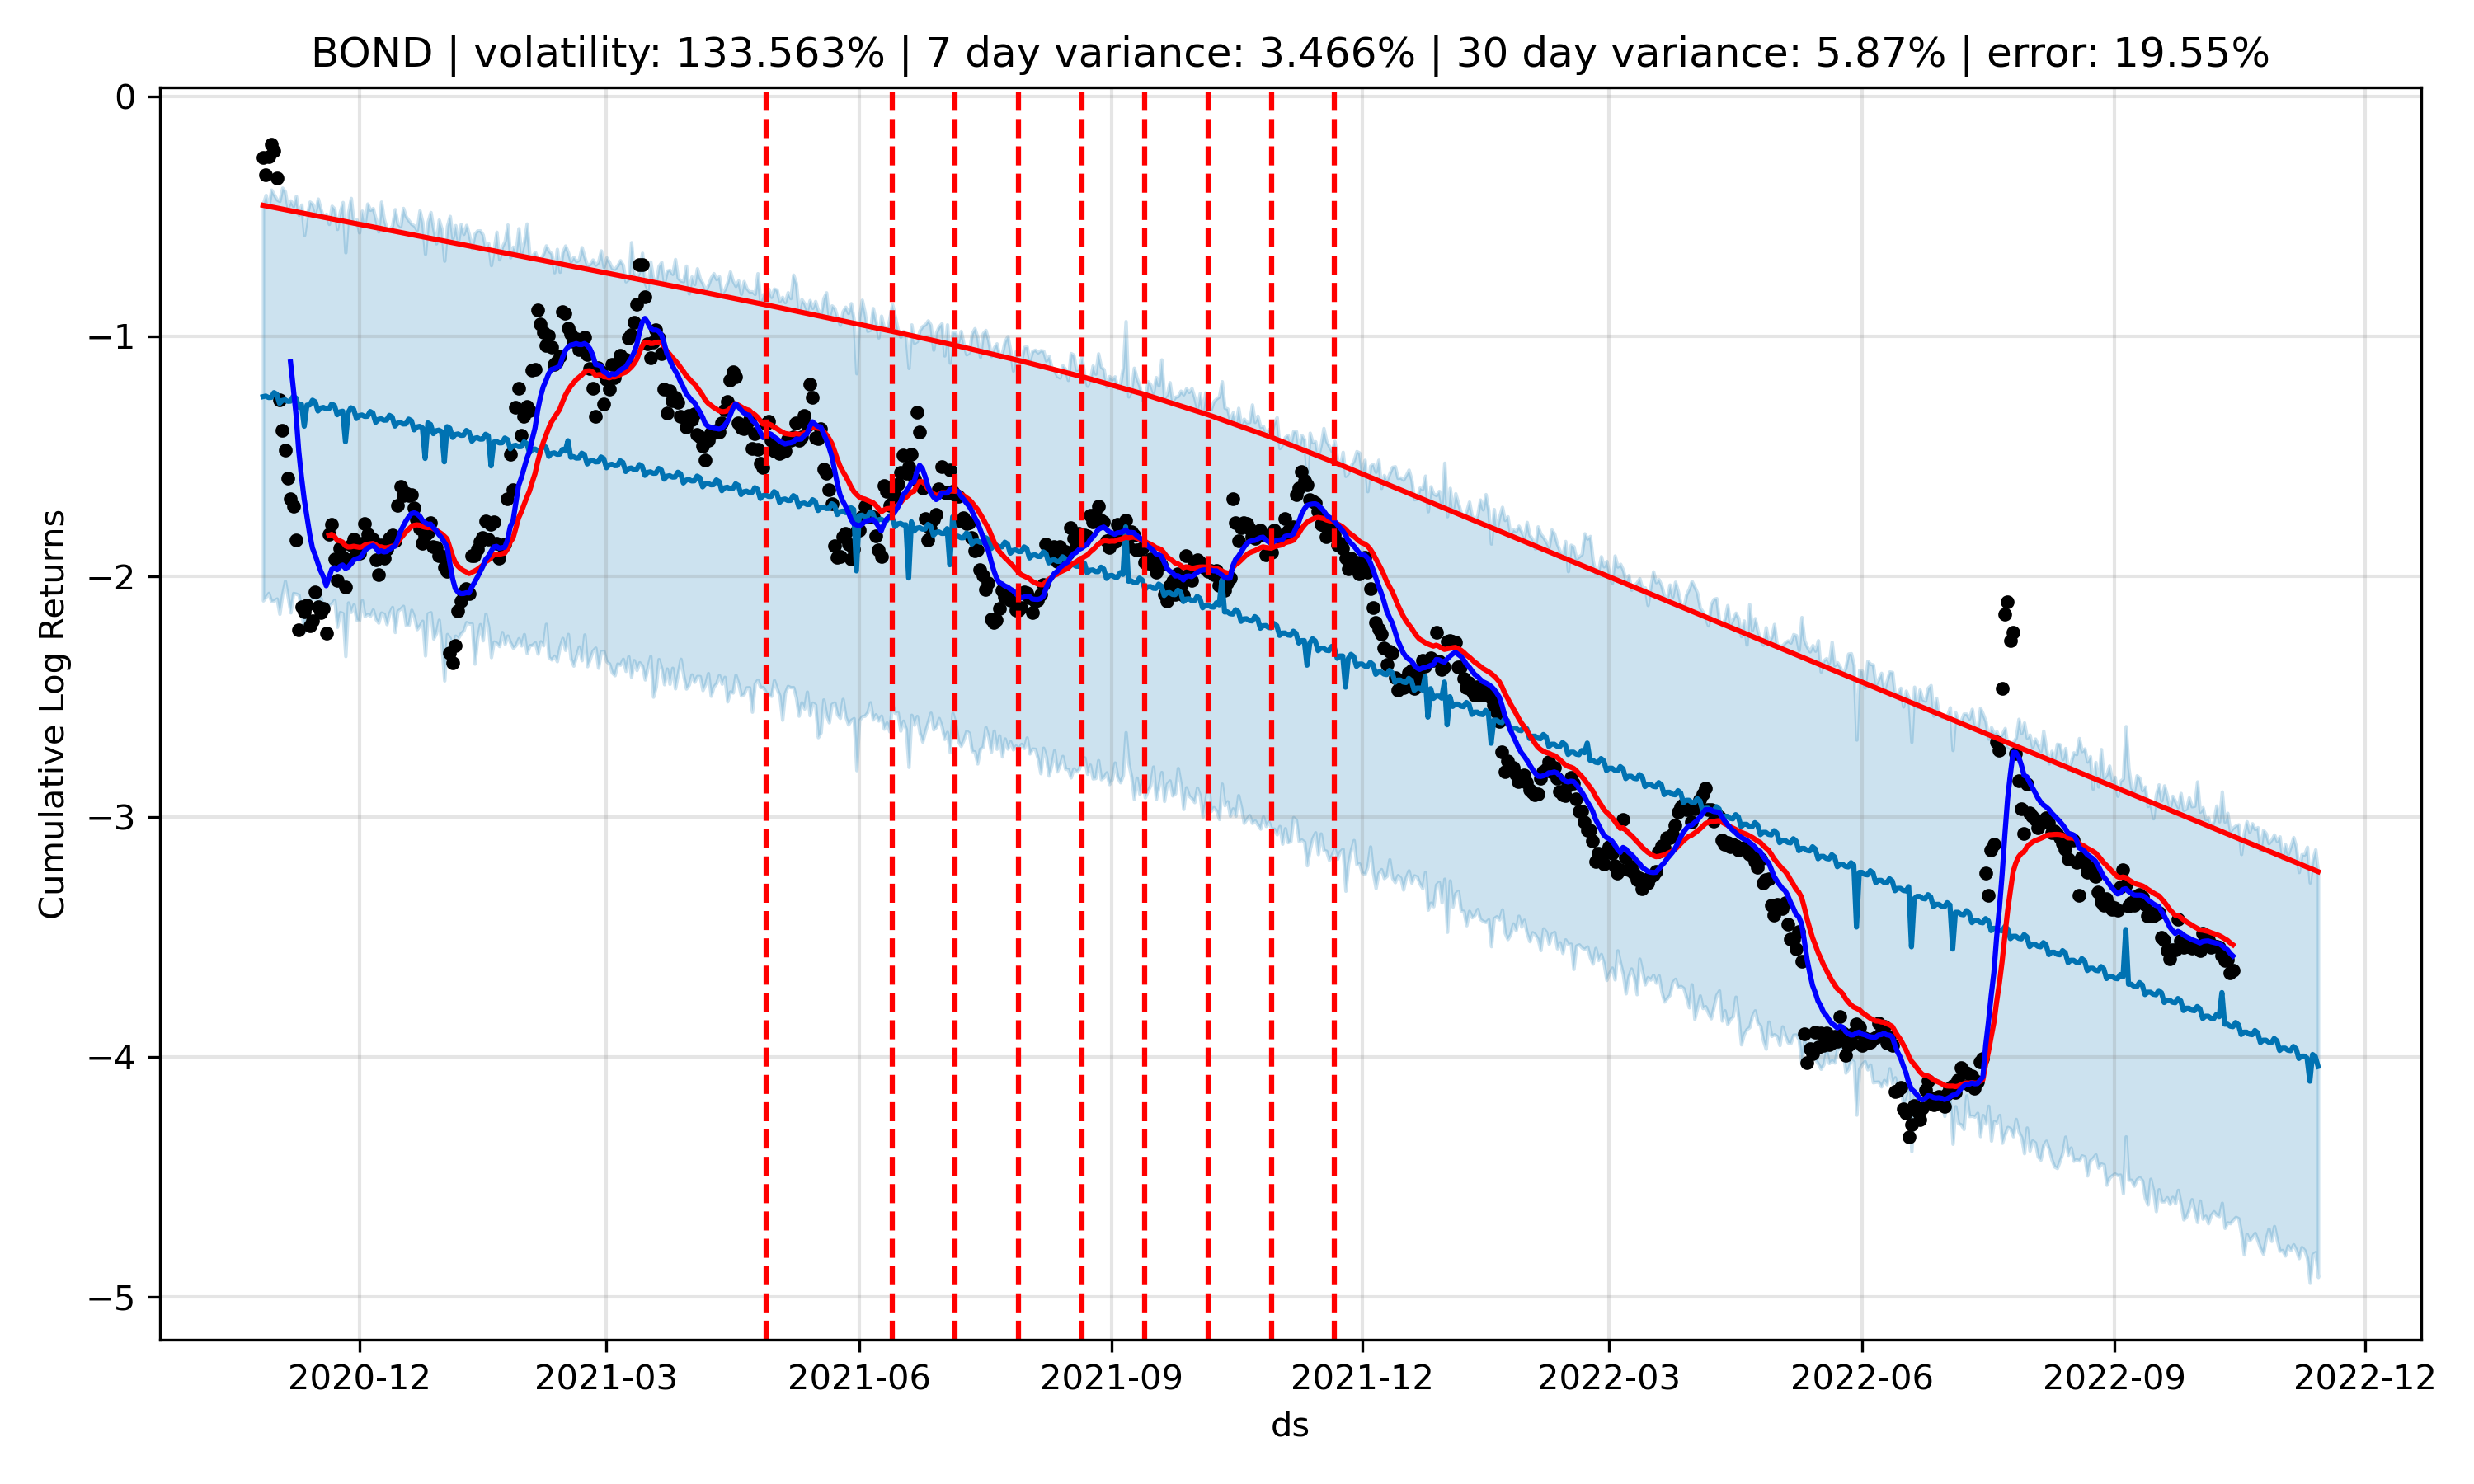 BOND | volatility: 133.563% | 7 day variance: 3.466% | 30 day variance: 5.87% | error: 19.55%
Cumulative Log Returns
0
−1
−2
−3
−4
−5
2020-12 2021-03 2021-06 2021-09 2021-12 2022-03 2022-06 2022-09 2022-12
ds